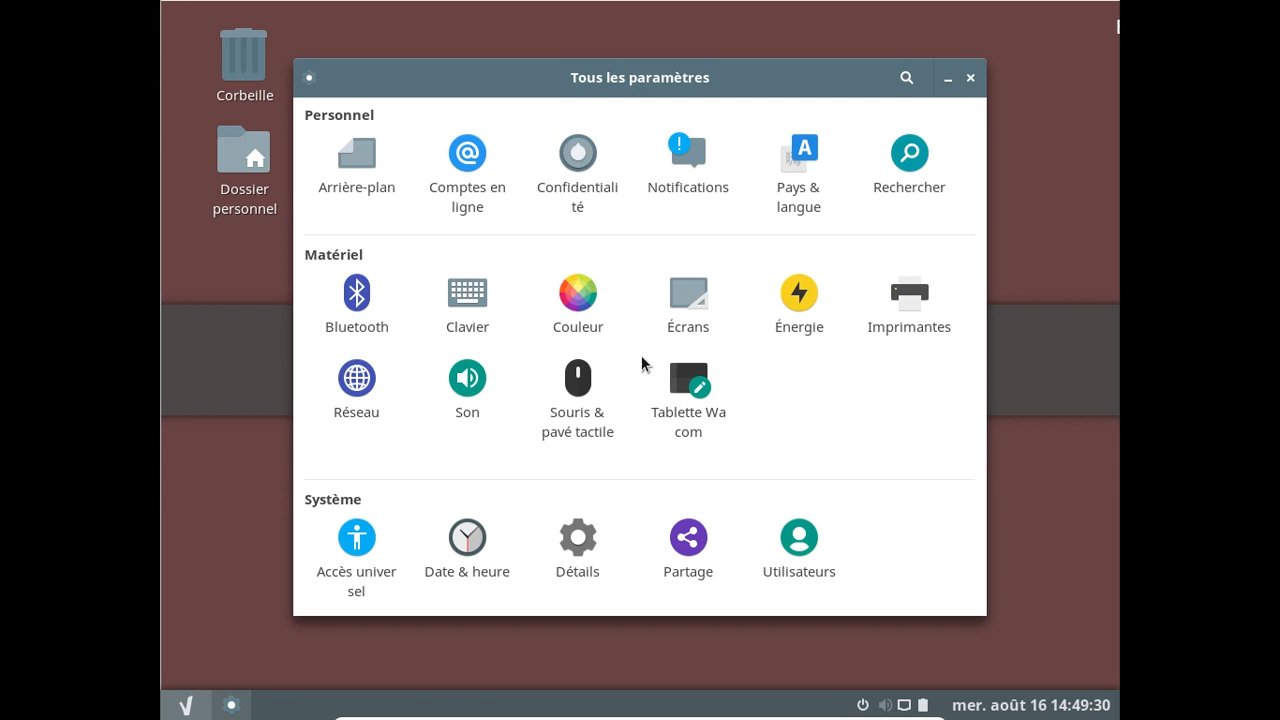 Corbeille
Dossier
personnel
Tous les paramètres
Personnel
Arrière-plan
Comptes en
ligne
Confidentiali
té
Notifications
A
Pays &
langue
Rechercher
Matériel
Bluetooth
Clavier
Couleur
Écrans
Énergie
Imprimantes
Réseau
Son
Souris &
pavé tactile
Tablette Wa
com
Système
Accès univer
sel
Date & heure
Détails
Partage
Utilisateurs
mer. août 16 14:49:30